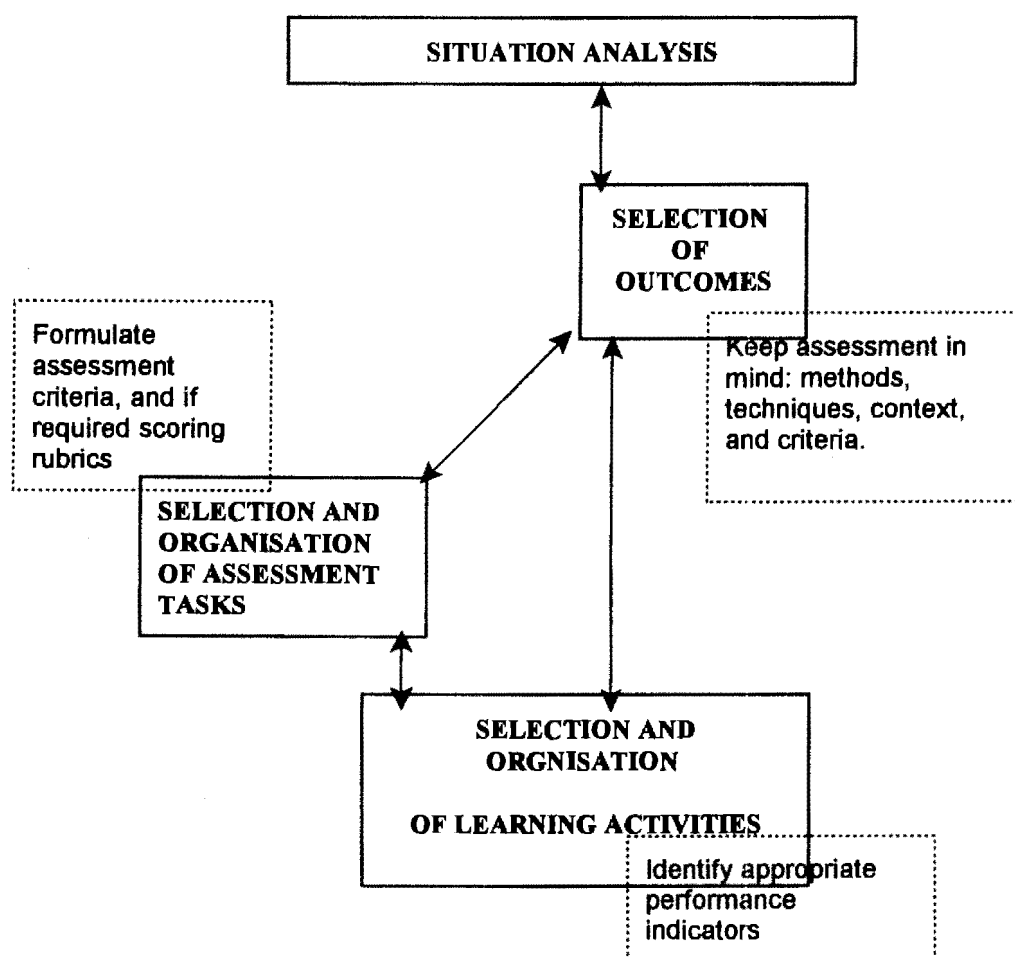 SITUATION ANALYSIS
SELECTION
OF
OUTCOMES
Formulate
assessment
criteria, and if
required scoring
rubrics
Keep assessment in
mind: methods,
techniques, context,
and criteria.
SELECTION AND
ORGANISATION
OF ASSESSMENT
TASKS
SELECTION AND
ORGNISATION
OF LEARNING ACTIVITIES
Identify appropriate
performance
indicators